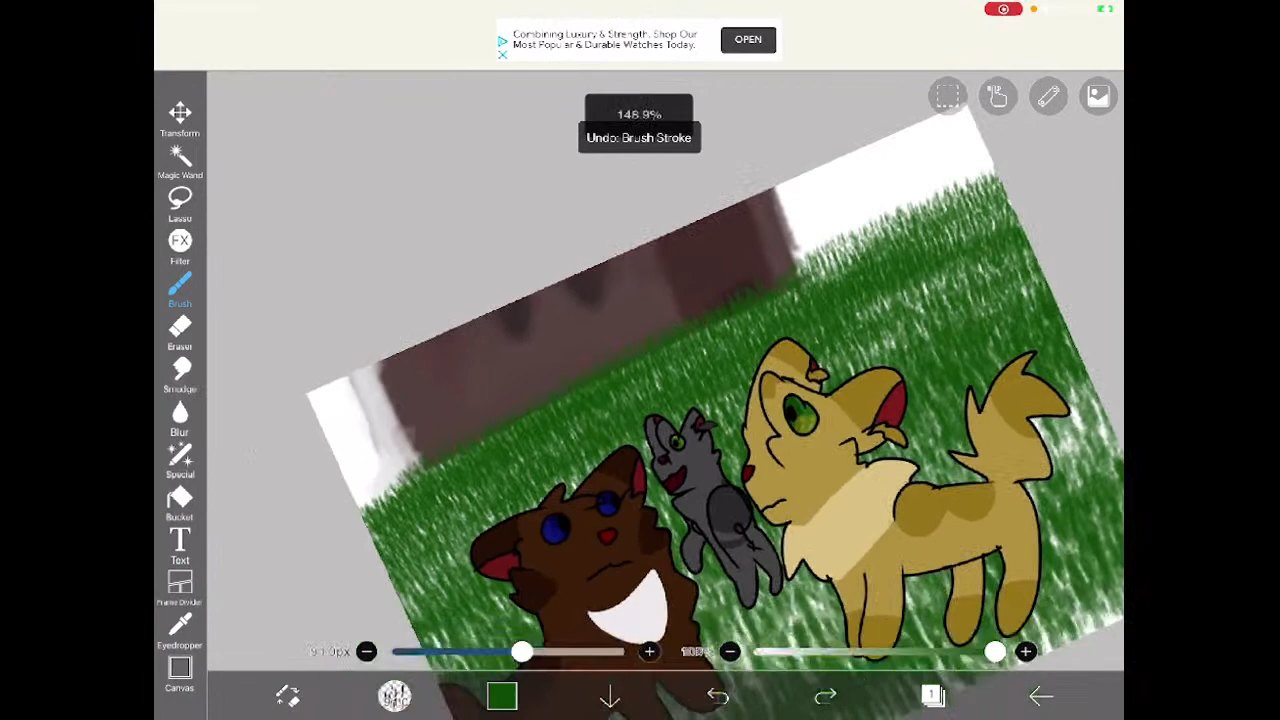 Combining Luxury & Strength. Shop Our
Most Popular & Durable Watches Today.
OPEN
148.9%
Undo: Brush Stroke
Transform
Magic Wand
Lasso
FX
Filter
Brush
Eraser
Smudge
Blur
Special
Bucket
T
Text
Frame Divider
Eyedropper
Canvas
1